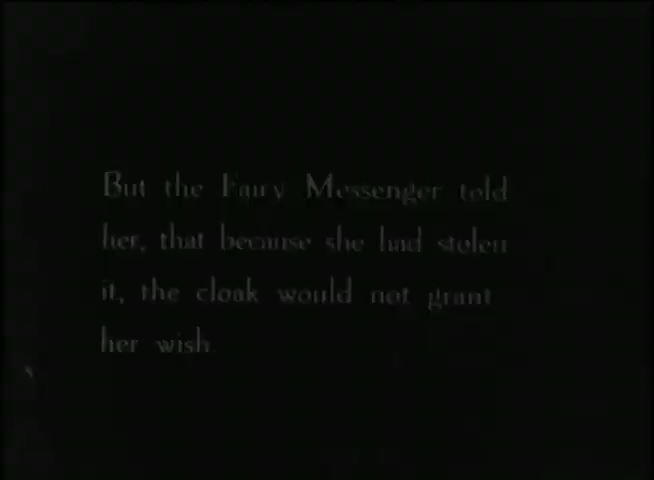 But the Fairy Messenger told
her, that because she had stolen
it, the cloak would not grant
her wish